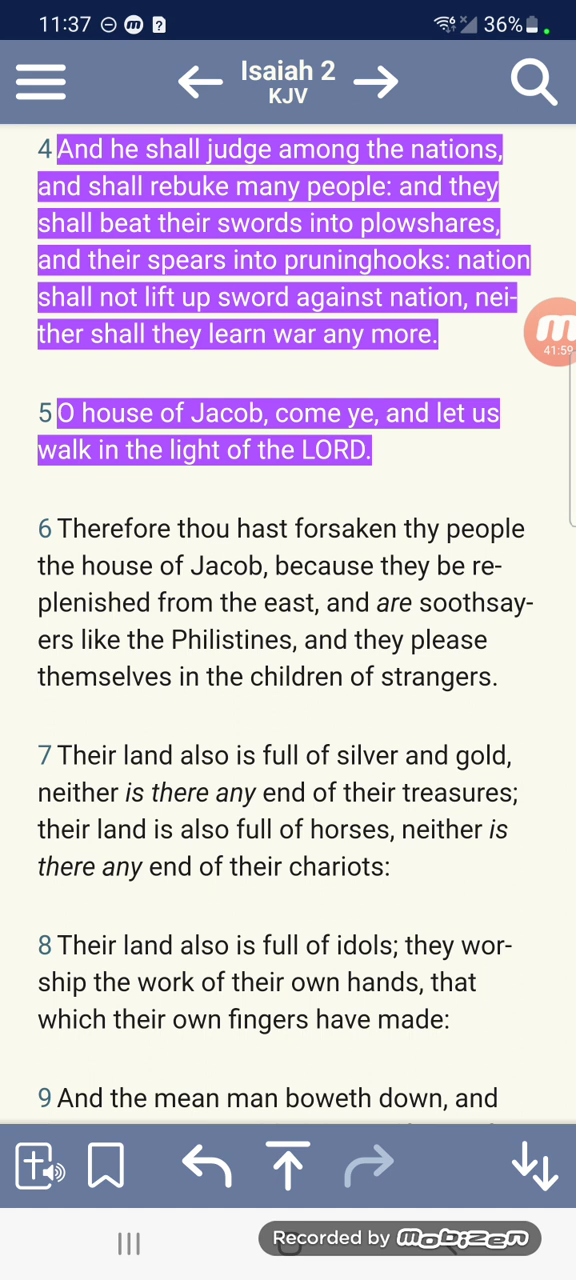 11:37 36%
Isaiah 2
KJV
4 And he shall judge among the nations,
and shall rebuke many people: and they
shall beat their swords into plowshares,
and their spears into pruninghooks: nation
shall not lift up sword against nation, nei-
ther shall they learn war any more.
41:59
5 O house of Jacob, come ye, and let us
walk in the light of the LORD.
6 Therefore thou hast forsaken thy people
the house of Jacob, because they be re-
plenished from the east, and are soothsay-
ers like the Philistines, and they please
themselves in the children of strangers.
7 Their land also is full of silver and gold,
neither is there any end of their treasures;
their land is also full of horses, neither is
there any end of their chariots:
8 Their land also is full of idols; they wor-
ship the work of their own hands, that
which their own fingers have made:
9 And the mean man boweth down, and
Recorded by Mobizen